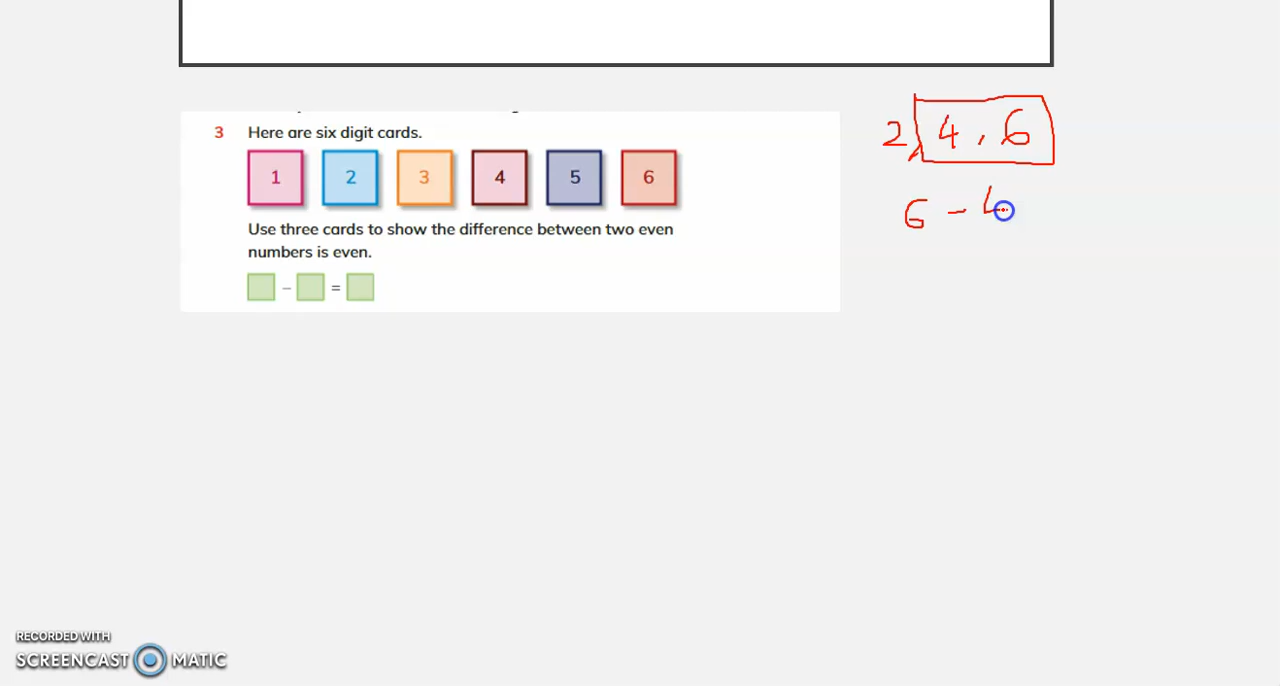 3 Here are six digit cards.
1 2 3 4 5 6
Use three cards to show the difference between two even
numbers is even.
- =
2, 4, 6
6 - 4
RECORDED WITH
SCREENCAST MATIC